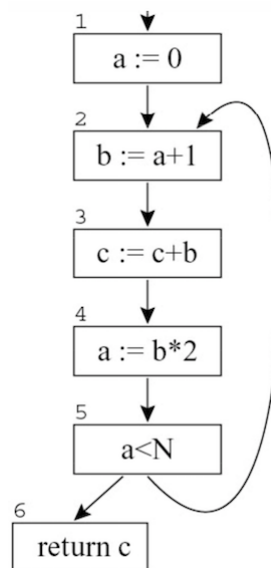 1
a := 0
2
b := a+1
3
c := c+b
4
a := b*2
5
a<N
6
return c